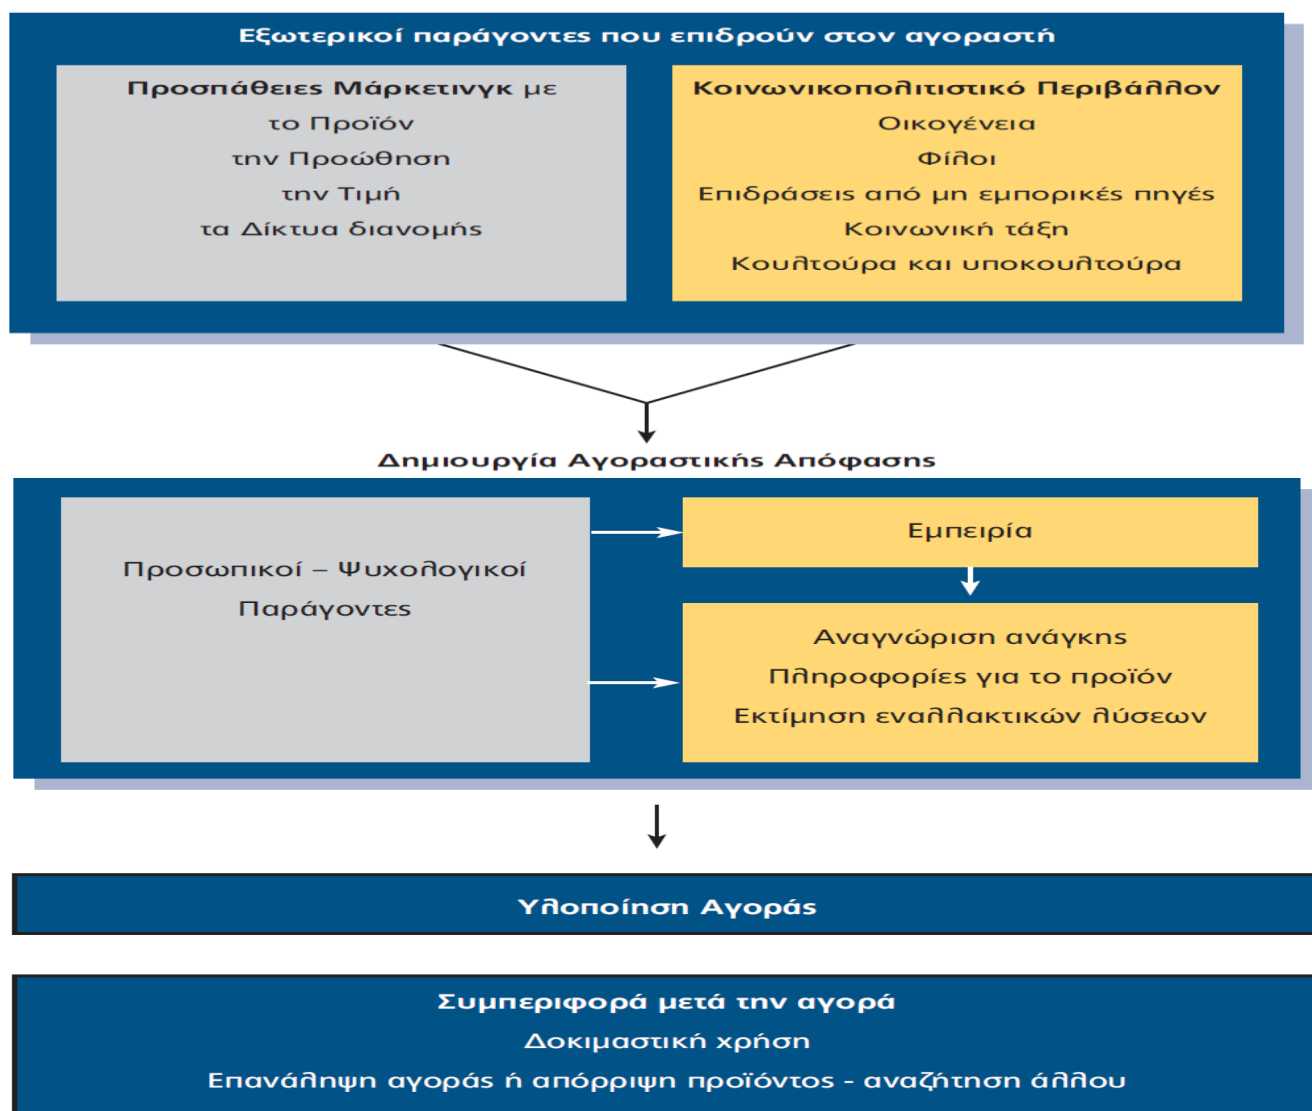 Εξωτερικοί παράγοντες που επιδρούν στον αγοραστή
Προσπάθειες Μάρκετινγκ με
το Προϊόν
την Προώθηση
την Τιμή
τα Δίκτυα διανομής
Κοινωνικοπολιτιστικό Περιβάλλον
Οικογένεια
Φίλοι
Επιδράσεις από μη εμπορικές πηγές
Κοινωνική τάξη
Κουλτούρα και υποκουλτούρα
Δημιουργία Αγοραστικής Απόφασης
Προσωπικοί – Ψυχολογικοί
Παράγοντες
Εμπειρία
Αναγνώριση ανάγκης
Πληροφορίες για το προϊόν
Εκτίμηση εναλλακτικών λύσεων
Υλοποίηση Αγοράς
Συμπεριφορά μετά την αγορά
Δοκιμαστική χρήση
Επανάληψη αγοράς ή απόρριψη προϊόντος - αναζήτηση άλλου